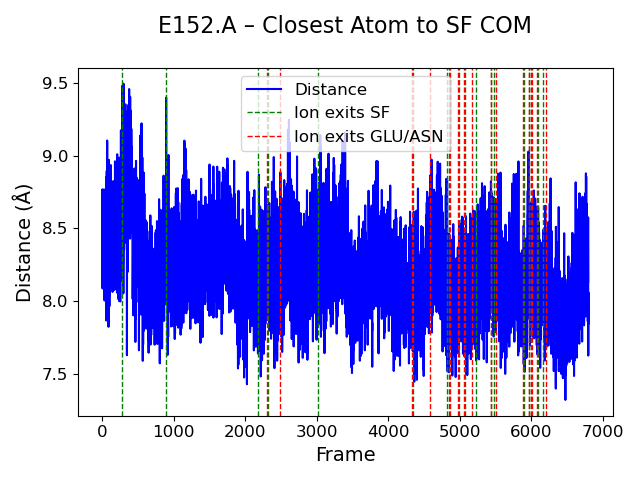 E152.A – Closest Atom to SF COM
Distance (Å)
9.5
9.0
8.5
8.0
7.5
Distance
Ion exits SF
Ion exits GLU/ASN
0 1000 2000 3000 4000 5000 6000 7000
Frame